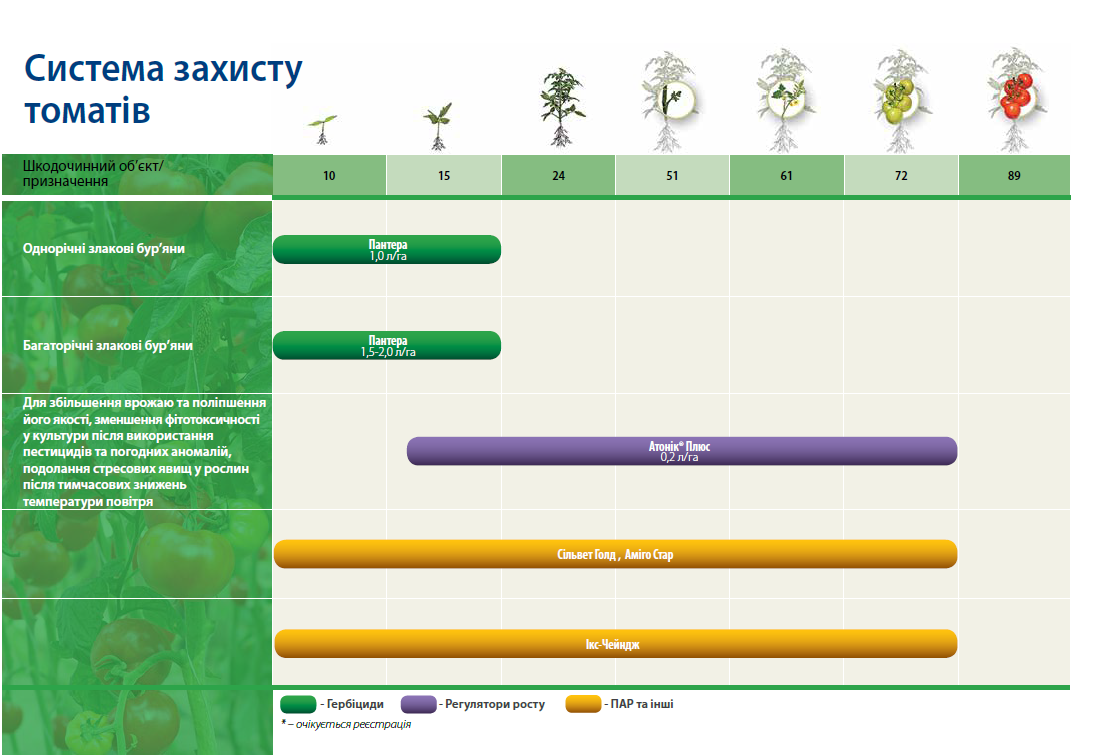 Система захисту
томатів
Шкодочинний об’єкт/
призначення
10 15 24 51 61 72 89
Однорічні злакові бур’яни
Пантера
1,0 л/га
Багаторічні злакові бур’яни
Пантера
1,5-2,0 л/га
Для збільшення врожаю та поліпшення
його якості, зменшення фітотоксичності
у культури після використання
пестицидів та погодних аномалій,
подолання стресових явищ у рослин
після тимчасових знижень
температури повітря
Атонік® Плюс
0,2 л/га
Сільвет Голд , Аміго Стар
Ікс-Чейндж
- Гербіциди - Регулятори росту - ПАР та інші
* – очікується реєстрація